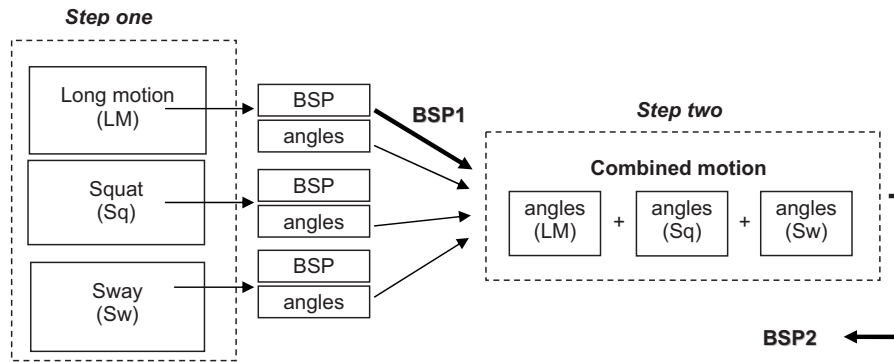 Step one
Long motion
(LM)
Squat
(Sq)
Sway
(Sw)
BSP
angles
BSP
angles
BSP
angles
BSP1
Step two
Combined motion
angles
(LM)
+
angles
(Sq)
+
angles
(Sw)
BSP2